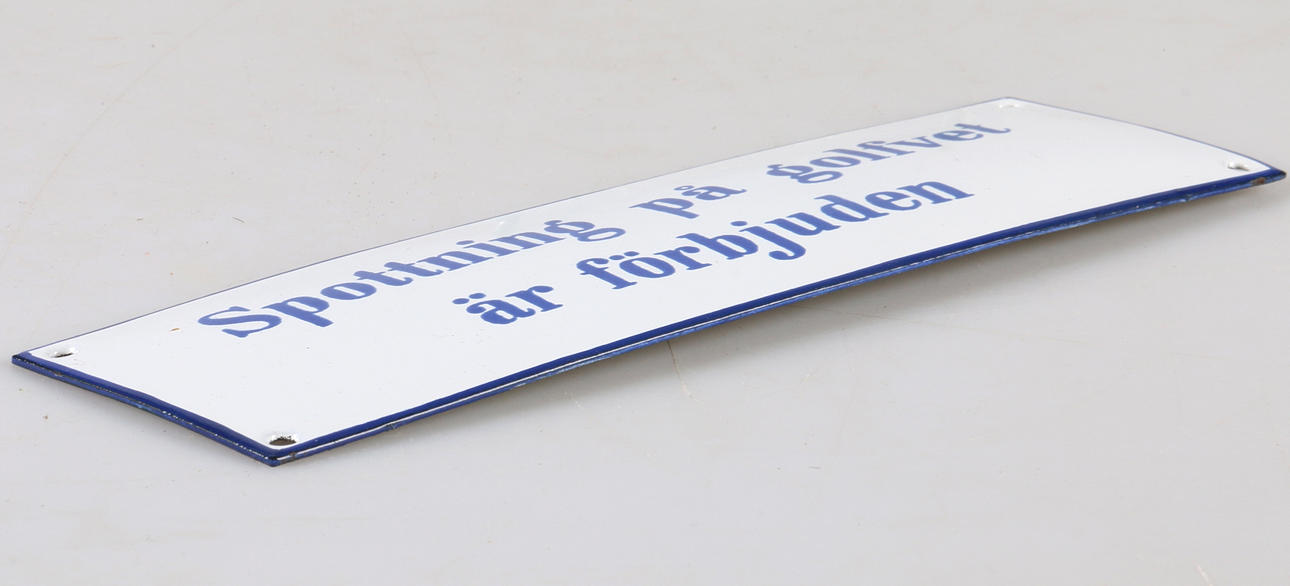 Spottning på golfvet
är förbjuden